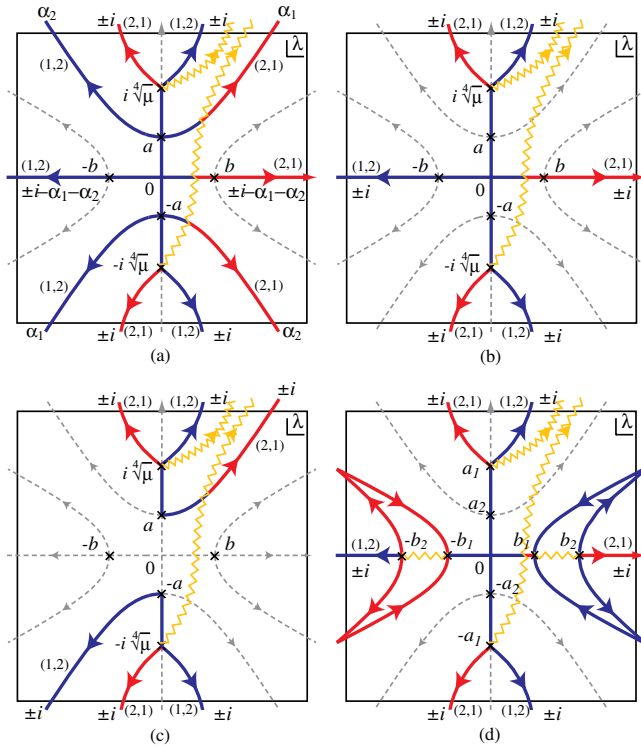 α₂ ±i (2,1) (1,2) ±i α₁
λ
(1,2) (2,1)
i ∜μ
a
(1,2) -b b (2,1)
±i-α₁-α₂ 0 ±i-α₁-α₂
-a
-i ∜μ
(1,2) (2,1)
α₁ ±i (2,1) (1,2) ±i α₂
(a)
±i (2,1) (1,2) ±i
λ
i ∜μ
a
(1,2) -b b (2,1)
±i 0 ±i
-a
-i ∜μ
±i (2,1) (1,2) ±i
(b)
±i (2,1) (1,2) ±i ±i
λ
(2,1)
i ∜μ
a
-b b
0
-a
-i ∜μ
(1,2)
±i ±i (2,1) (1,2) ±i
(c)
±i (2,1) (1,2) ±i
λ
a₁
a₂
(1,2) -b₂ -b₁ b₁ b₂ (2,1)
±i 0 ±i
-a₂
-a₁
±i (2,1) (1,2) ±i
(d)